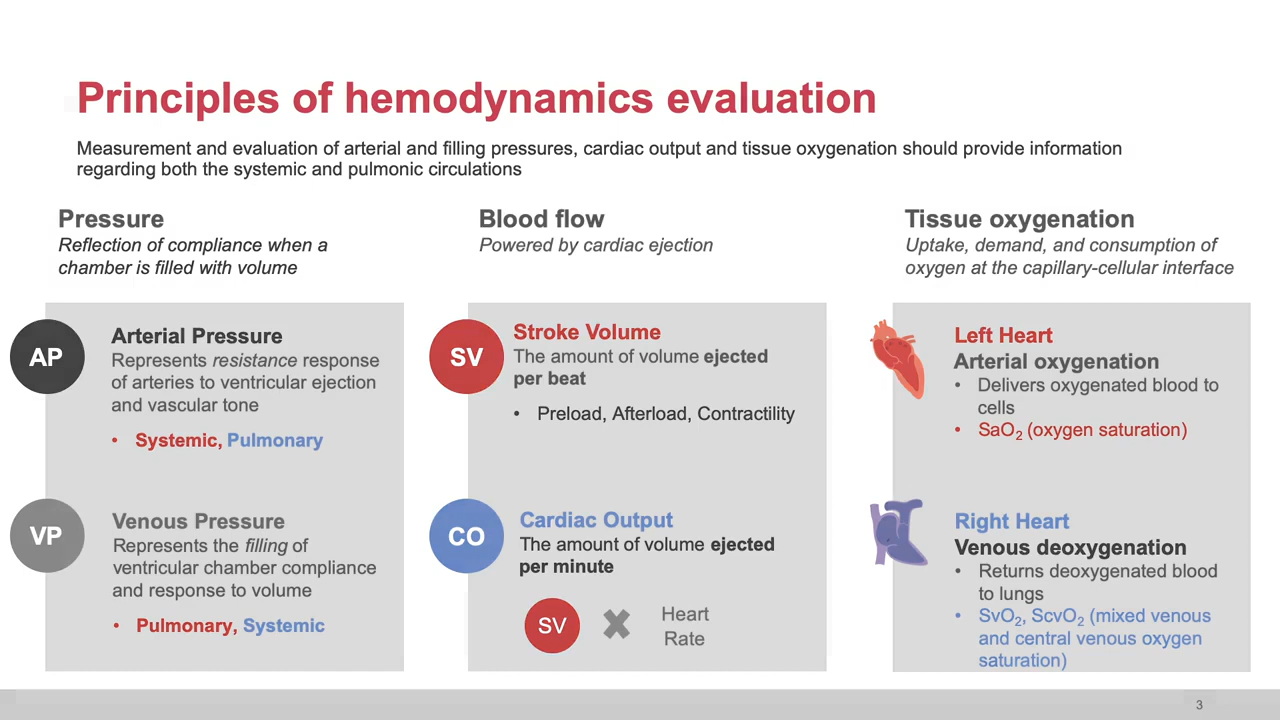 Principles of hemodynamics evaluation
Measurement and evaluation of arterial and filling pressures, cardiac output and tissue oxygenation should provide information
regarding both the systemic and pulmonic circulations
Pressure
Reflection of compliance when a
chamber is filled with volume
AP
Arterial Pressure
Represents resistance response
of arteries to ventricular ejection
and vascular tone
• Systemic, Pulmonary
VP
Venous Pressure
Represents the filling of
ventricular chamber compliance
and response to volume
• Pulmonary, Systemic
Blood flow
Powered by cardiac ejection
SV
Stroke Volume
The amount of volume ejected
per beat
• Preload, Afterload, Contractility
CO
Cardiac Output
The amount of volume ejected
per minute
SV ✖ Heart
Rate
Tissue oxygenation
Uptake, demand, and consumption of
oxygen at the capillary-cellular interface
Left Heart
Arterial oxygenation
• Delivers oxygenated blood to
cells
• SaO₂ (oxygen saturation)
Right Heart
Venous deoxygenation
• Returns deoxygenated blood
to lungs
• SvO₂, ScvO₂ (mixed venous
and central venous oxygen
saturation)
3